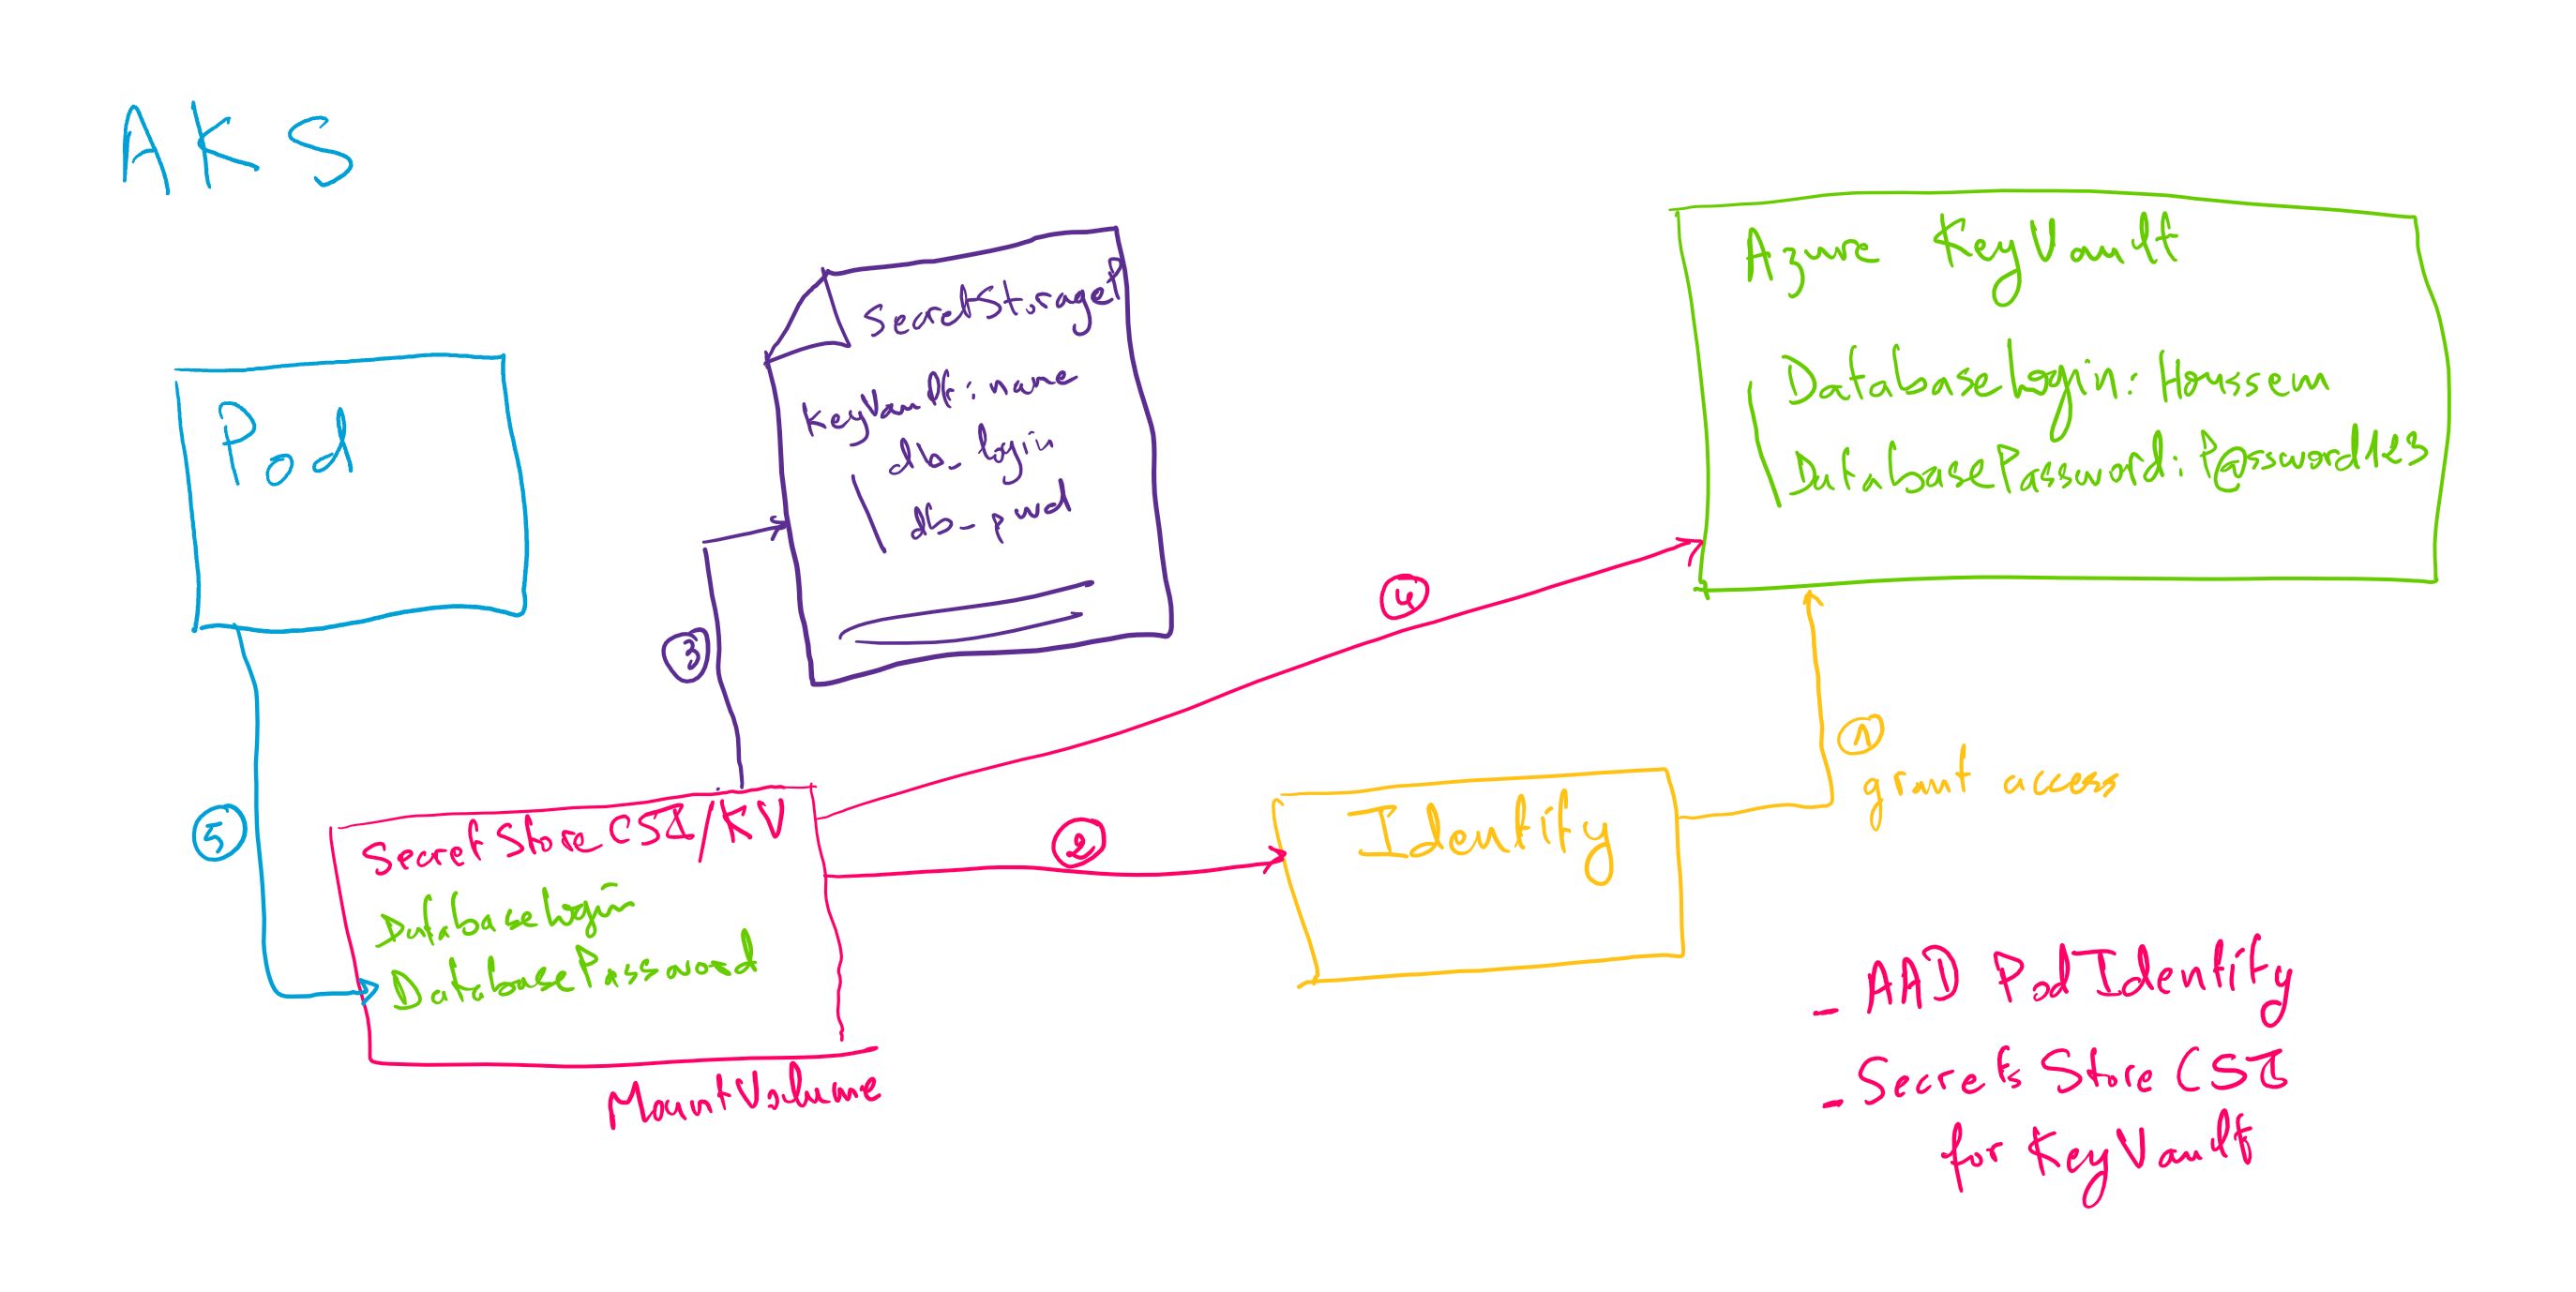 AKS
Pod
SecretStorageP
KeyVault: name
db_login
db_pwd
Azure KeyVault
DatabaseLogin: Houssem
DatabasePassword: P@ssword123
3
4
1
grant access
5
Secret Store CSI/KV
DatabaseLogin
DatabasePassword
MountVolume
2
Identity
- AAD PodIdentity
- Secrets Store CSI
for KeyVault